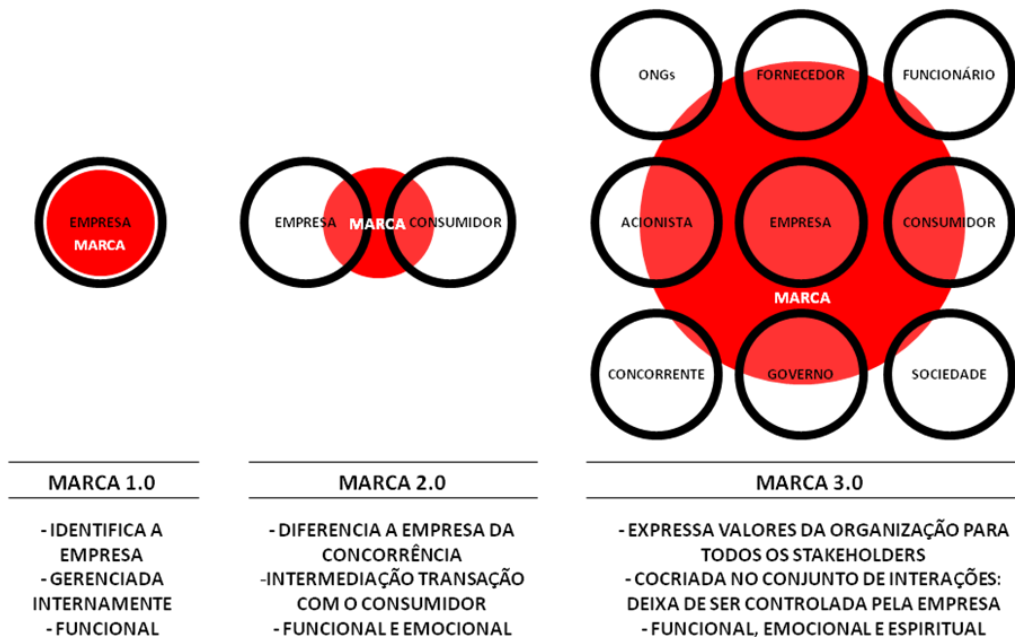 EMPRESA
MARCA
EMPRESA
MARCA
CONSUMIDOR
ONGs
FORNECEDOR
FUNCIONÁRIO
ACIONISTA
EMPRESA
CONSUMIDOR
MARCA
CONCORRENTE
GOVERNO
SOCIEDADE
MARCA 1.0
- IDENTIFICA A
EMPRESA
- GERENCIADA
INTERNAMENTE
- FUNCIONAL
MARCA 2.0
- DIFERENCIA A EMPRESA DA
CONCORRÊNCIA
-INTERMEDIAÇÃO TRANSAÇÃO
COM O CONSUMIDOR
- FUNCIONAL E EMOCIONAL
MARCA 3.0
- EXPRESSA VALORES DA ORGANIZAÇÃO PARA
TODOS OS STAKEHOLDERS
- COCRIADA NO CONJUNTO DE INTERAÇÕES:
DEIXA DE SER CONTROLADA PELA EMPRESA
- FUNCIONAL, EMOCIONAL E ESPIRITUAL